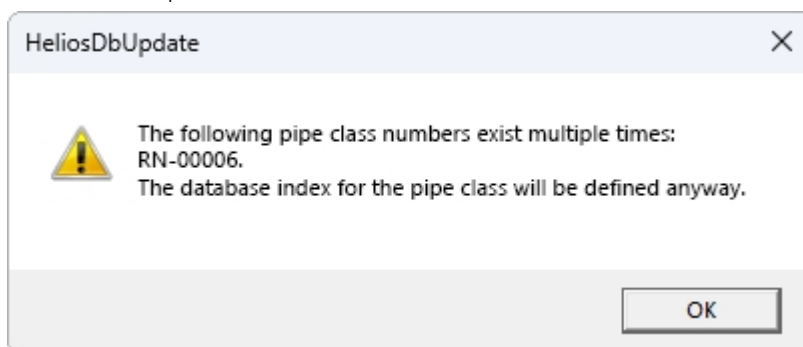 HeliosDbUpdate
The following pipe class numbers exist multiple times:
RN-00006.
The database index for the pipe class will be defined anyway.
OK